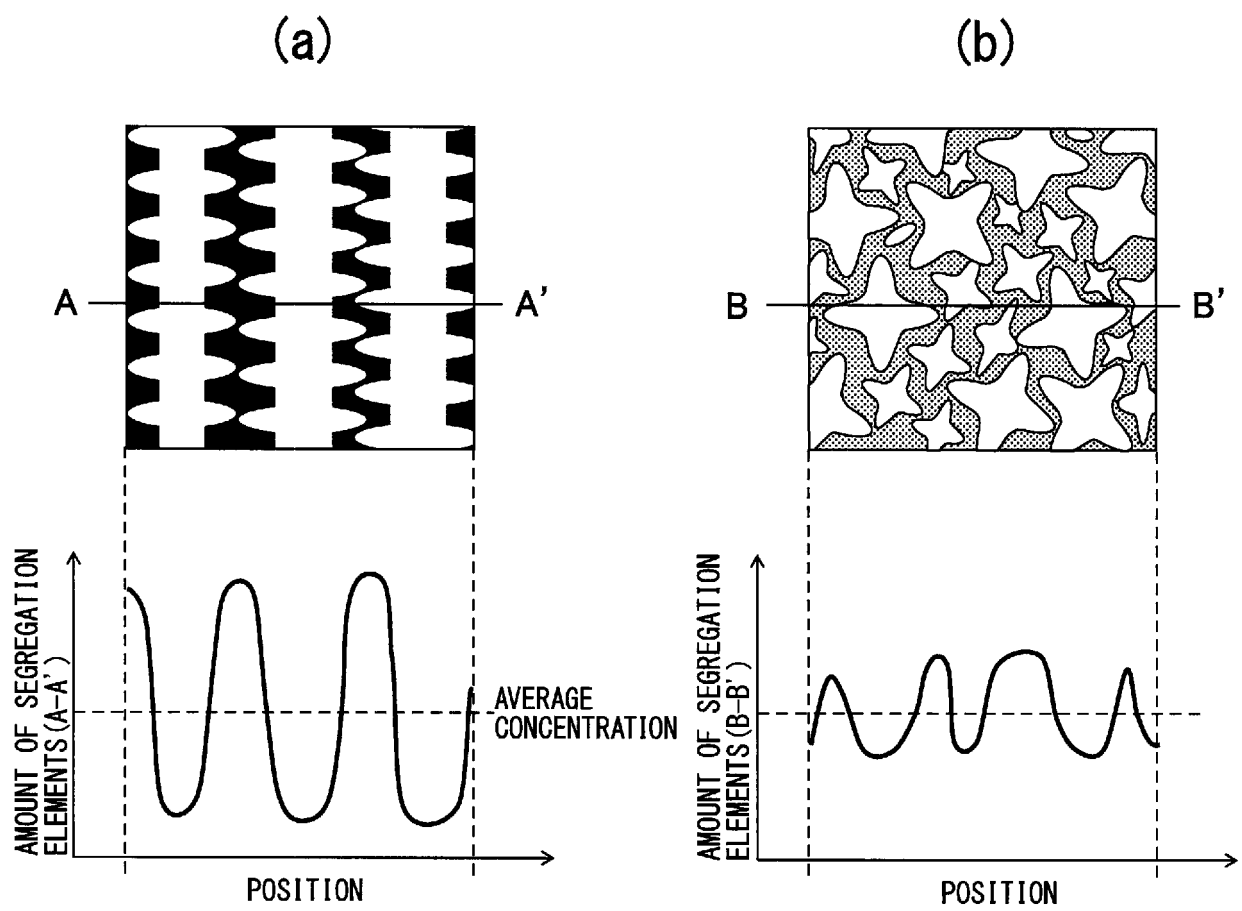 (a)
(b)
A
A'
B
B'
AMOUNT OF SEGREGATION
ELEMENTS(A-A')
AVERAGE
CONCENTRATION
POSITION
AMOUNT OF SEGREGATION
ELEMENTS(B-B')
POSITION